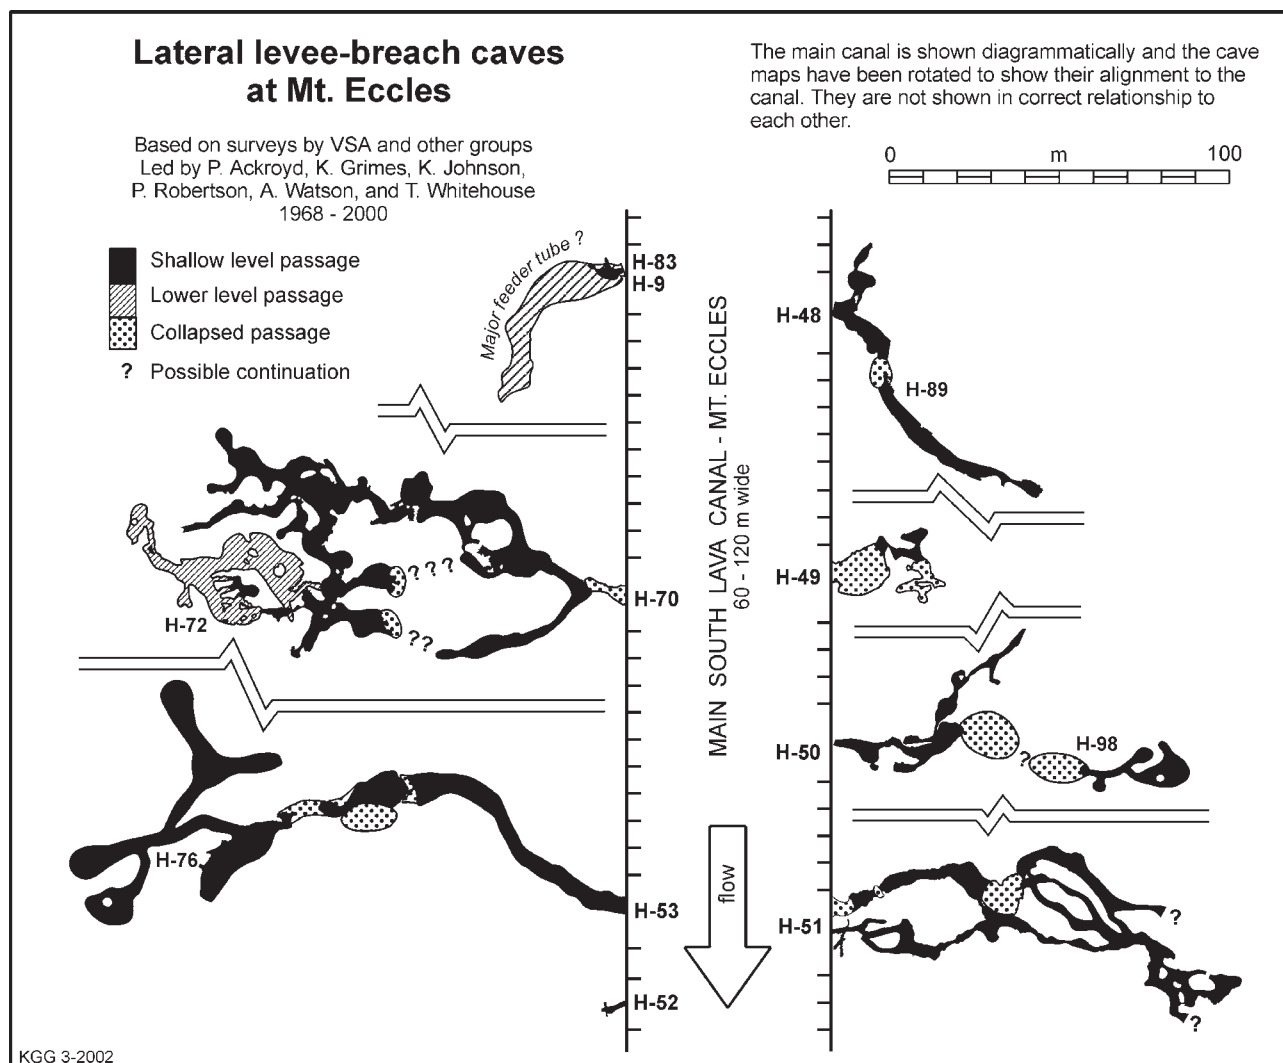 Lateral levee-breach caves
at Mt. Eccles
Based on surveys by VSA and other groups
Led by P. Ackroyd, K. Grimes, K. Johnson,
P. Robertson, A. Watson, and T. Whitehouse
1968 - 2000
The main canal is shown diagrammatically and the cave
maps have been rotated to show their alignment to the
canal. They are not shown in correct relationship to
each other.
0 m 100
Shallow level passage
Lower level passage
Collapsed passage
? Possible continuation
Major feeder tube ?
H-83
H-9
H-48
H-89
H-49
? ? ?
H-70
H-72
??
MAIN SOUTH LAVA CANAL - MT. ECCLES
60 - 120 m wide
H-50
?
H-98
H-76
H-53
flow
H-51
?
?
H-52
KGG 3-2002